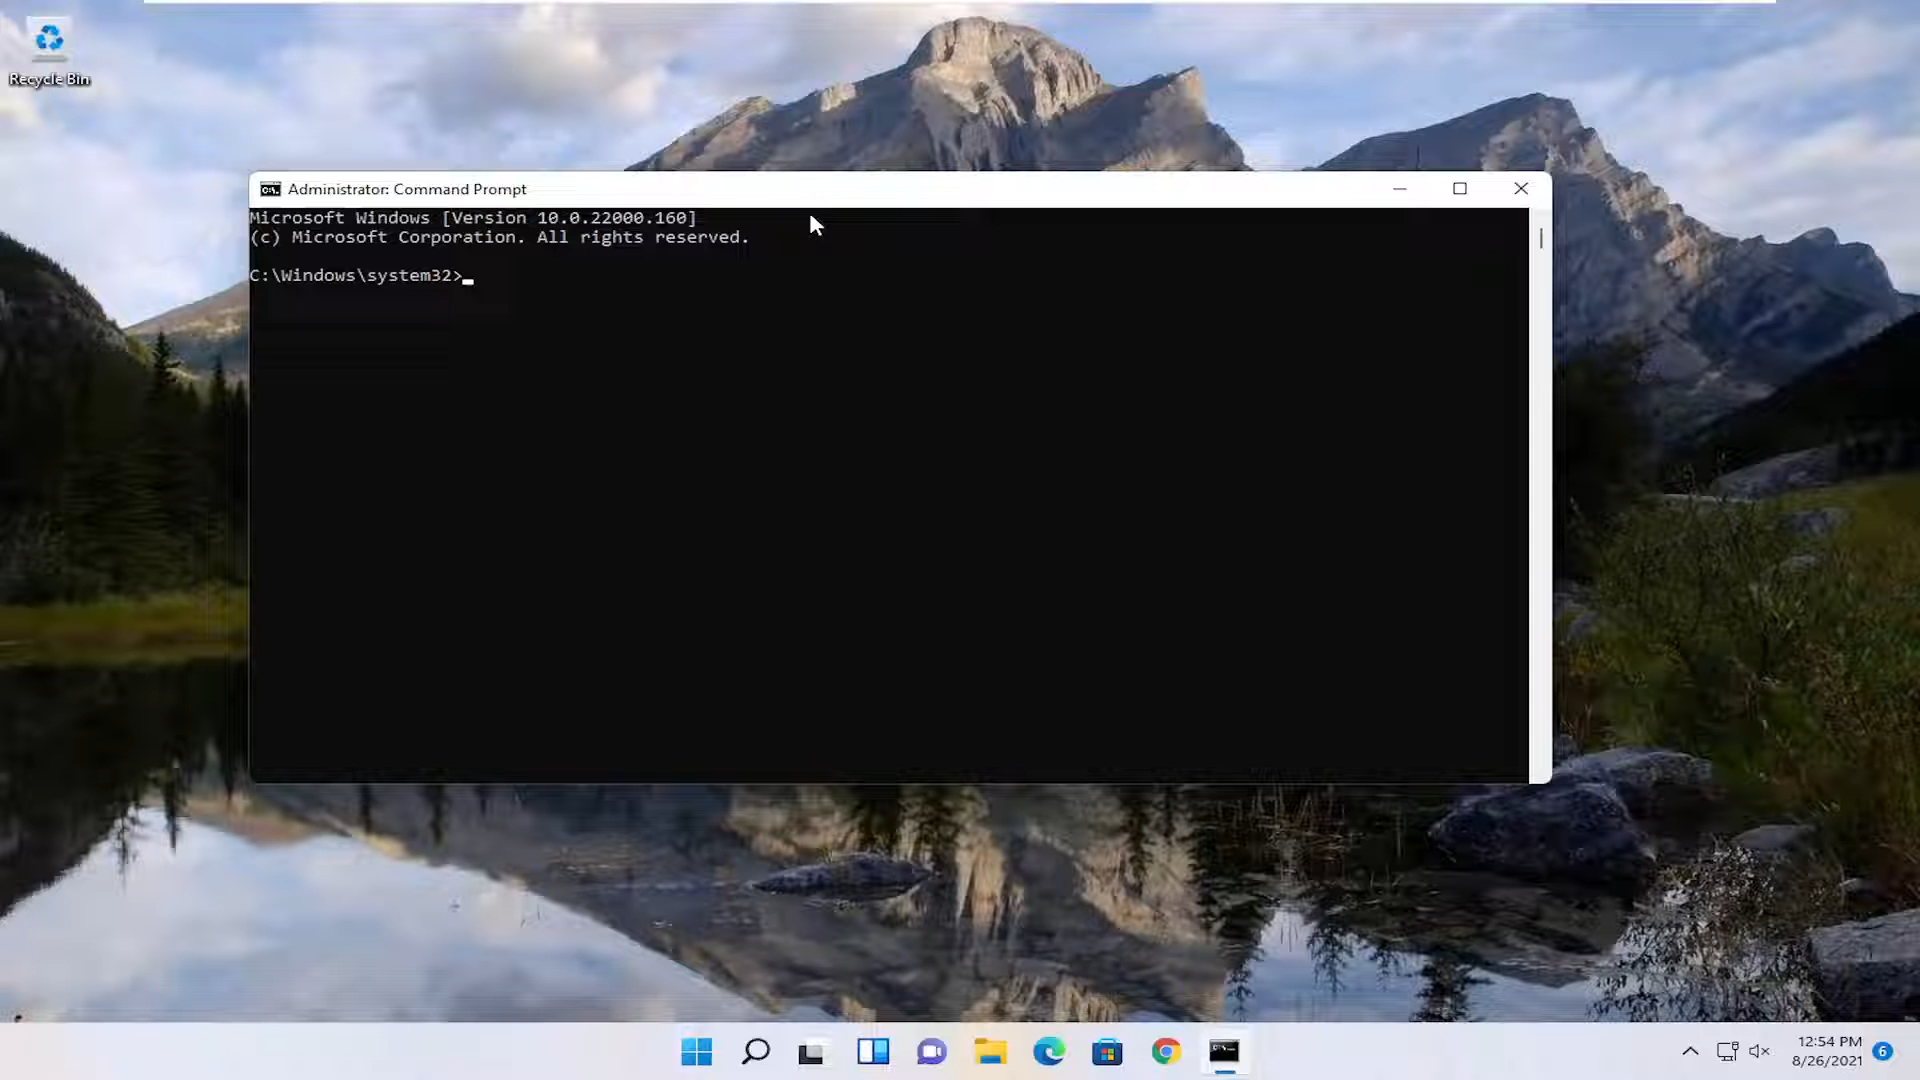 Recycle Bin
Administrator: Command Prompt
Microsoft Windows [Version 10.0.22000.160]
(c) Microsoft Corporation. All rights reserved.
C:\Windows\system32>
12:54 PM
8/26/2021
6